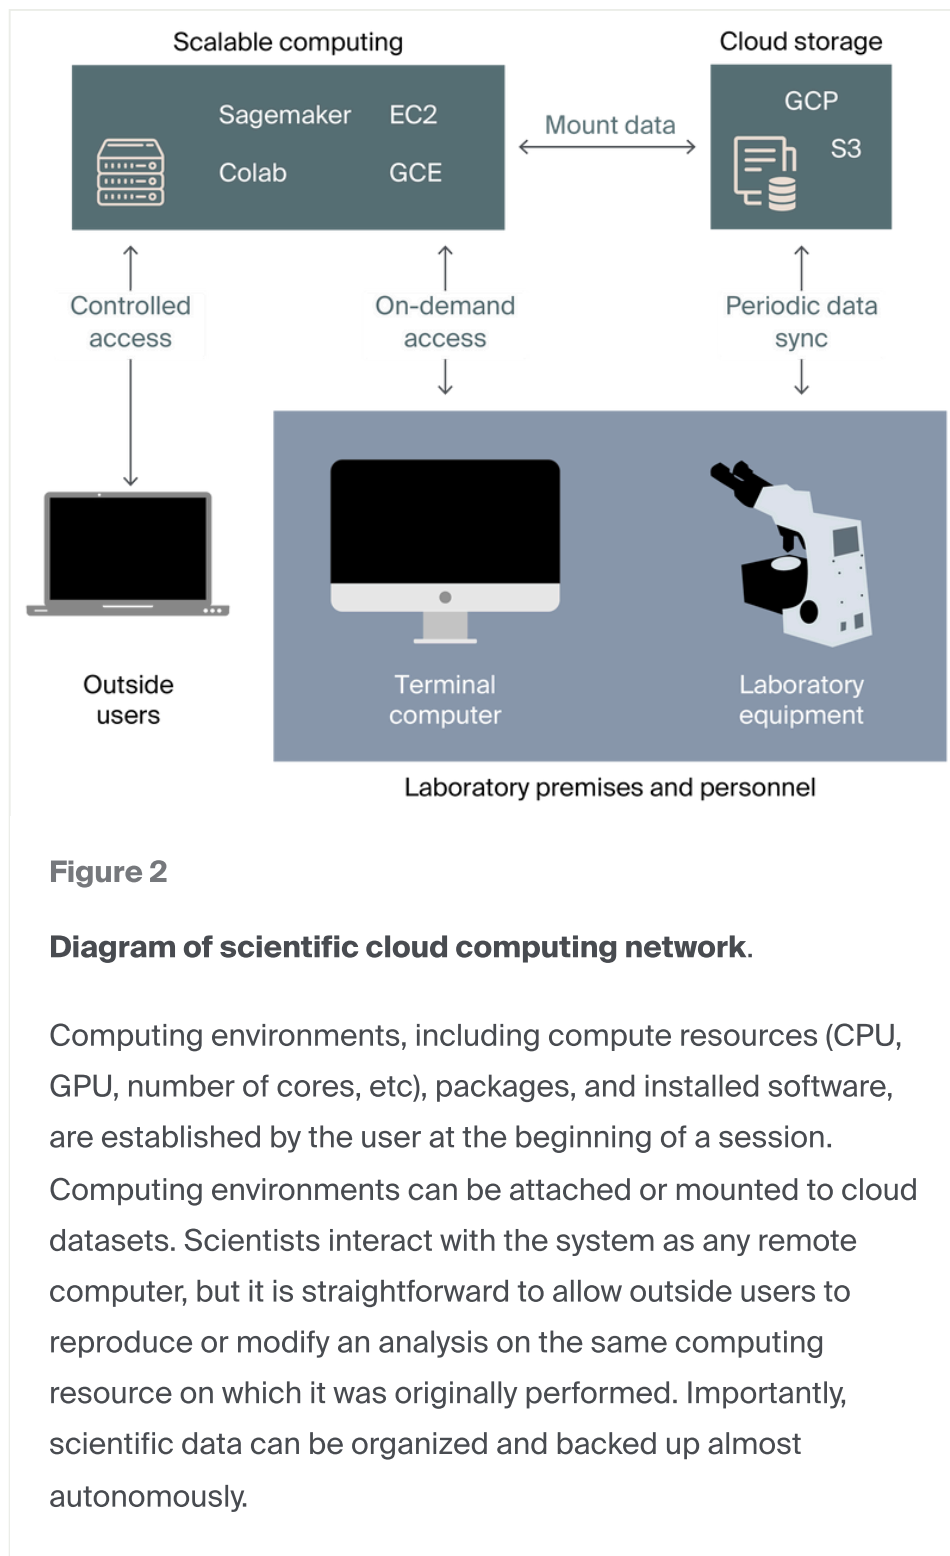 Scalable computing
Cloud storage
Sagemaker EC2
Colab GCE
Mount data
GCP
S3
Controlled
access
On-demand
access
Periodic data
sync
Outside
users
Terminal
computer
Laboratory
equipment
Laboratory premises and personnel
Figure 2
Diagram of scientific cloud computing network.
Computing environments, including compute resources (CPU,
GPU, number of cores, etc), packages, and installed software,
are established by the user at the beginning of a session.
Computing environments can be attached or mounted to cloud
datasets. Scientists interact with the system as any remote
computer, but it is straightforward to allow outside users to
reproduce or modify an analysis on the same computing
resource on which it was originally performed. Importantly,
scientific data can be organized and backed up almost
autonomously.